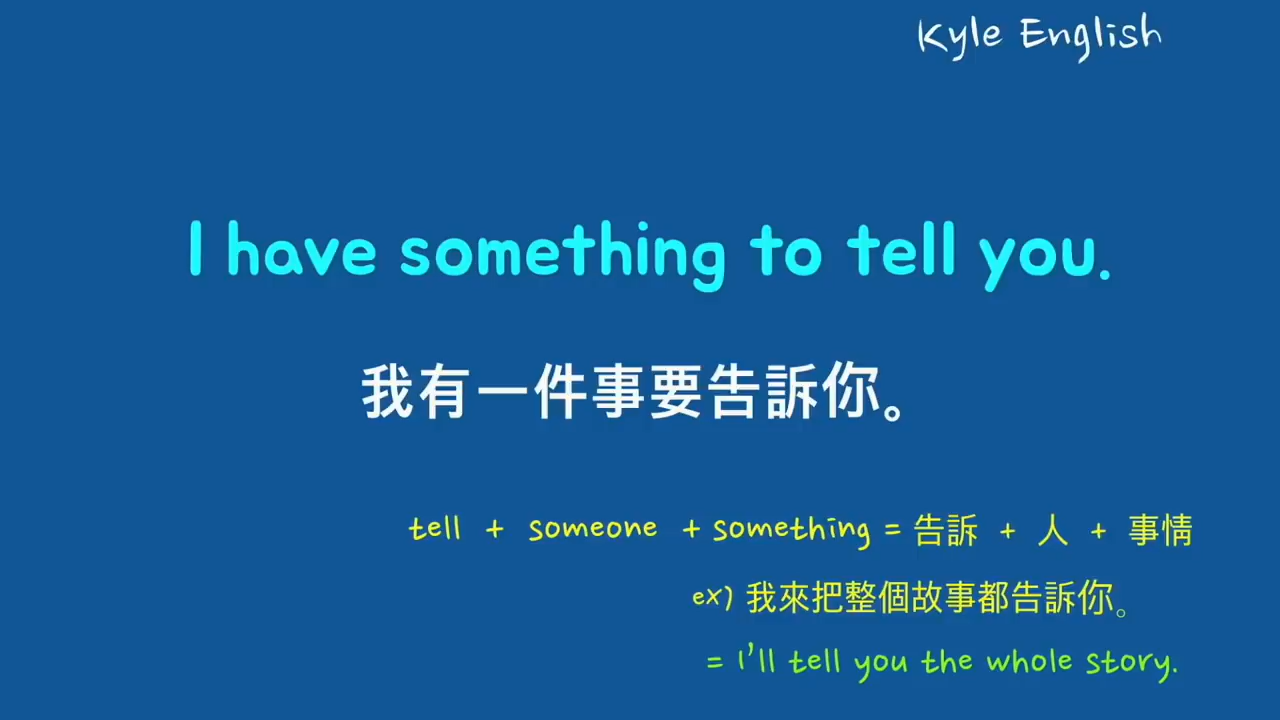 Kyle English
I have something to tell you.
我有一件事要告訴你。
tell + someone + something = 告訴 + 人 + 事情
ex) 我來把整個故事都告訴你。
= I'll tell you the whole story.